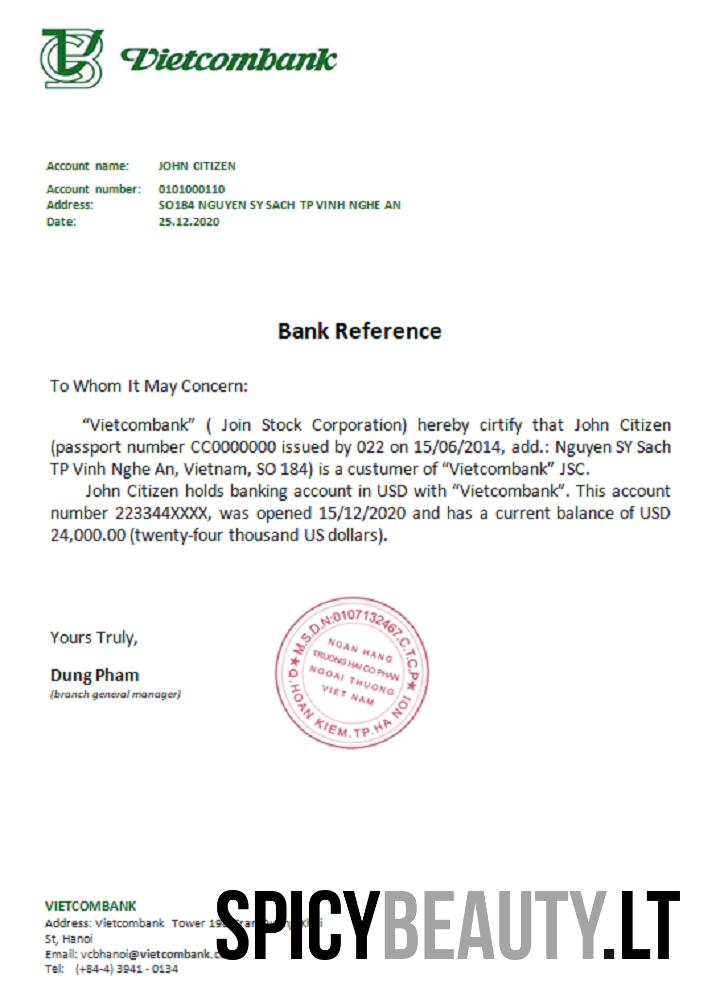 Vietcombank
Account name: JOHN CITIZEN
Account number: 0101000110
Address: SO184 NGUYEN SY SACH TP VINH NGHE AN
Date: 25.12.2020
Bank Reference
To Whom It May Concern:
“Vietcombank” ( Join Stock Corporation) hereby cirtify that John Citizen
(passport number CC0000000 issued by 022 on 15/06/2014, add.: Nguyen SY Sach
TP Vinh Nghe An, Vietnam, SO 184) is a custumer of “Vietcombank” JSC.
John Citizen holds banking account in USD with “Vietcombank”. This account
number 223344XXXX, was opened 15/12/2020 and has a current balance of USD
24,000.00 (twenty-four thousand US dollars).
Yours Truly,
Dung Pham
(branch general manager)
M.S.D.N:0107132467.C.T.C.P
NGAN HANG
TRUONG HAI CO PHAN
NGOAI THUONG
VIET NAM
Q.HOAN KIEM.TP.HA NOI
VIETCOMBANK
Address: Vietcombank Tower
St, Hanoi
Email: vcbhanoi@vietcombank.
Tel: (+84-4) 3941 - 0134
SPICYBEAUTY.LT